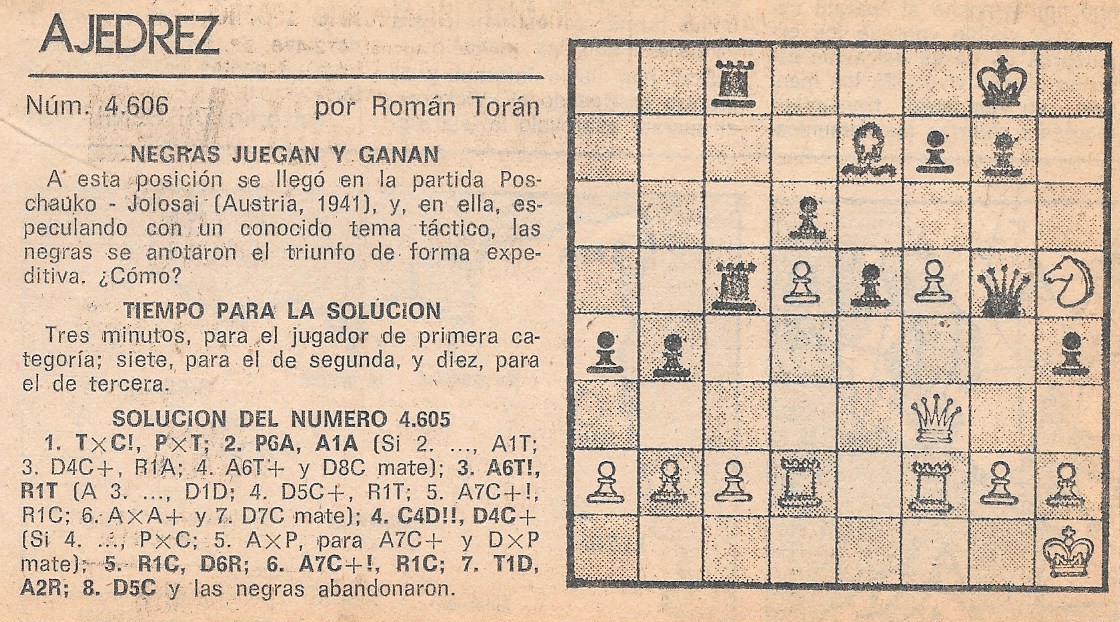 AJEDREZ
Núm. 4.606 por Román Torán
NEGRAS JUEGAN Y GANAN
A esta posición se llegó en la partida Pos-
chauko - Jolosai (Austria, 1941), y, en ella, es-
peculando con un conocido tema táctico, las
negras se anotaron el triunfo de forma expe-
ditiva. ¿Cómo?
TIEMPO PARA LA SOLUCION
Tres minutos, para el jugador de primera ca-
tegoría; siete, para el de segunda, y diez, para
el de tercera.
SOLUCION DEL NUMERO 4.605
1. T×C!, P×T; 2. P6A, A1A (Si 2. ..., A1T;
3. D4C+, R1A; 4. A6T+ y D8C mate); 3. A6T!,
R1T (A 3. ..., D1D; 4. D5C+, R1T; 5. A7C+!,
R1C; 6. A×A+ y 7. D7C mate); 4. C4D!!, D4C+
(Si 4. ..., P×C; 5. A×P, para A7C+ y D×P
mate); 5. R1C, D6R; 6. A7C+!, R1C; 7. T1D,
A2R; 8. D5C y las negras abandonaron.